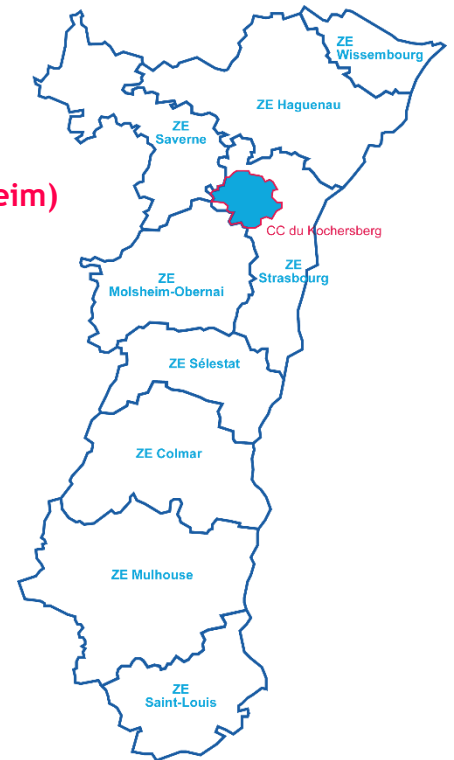 ZE
Wissembourg
ZE Haguenau
ZE
Saverne
eim)
CC du Kochersberg
ZE
Strasbourg
ZE
Molsheim-Obernai
ZE Sélestat
ZE Colmar
ZE Mulhouse
ZE
Saint-Louis